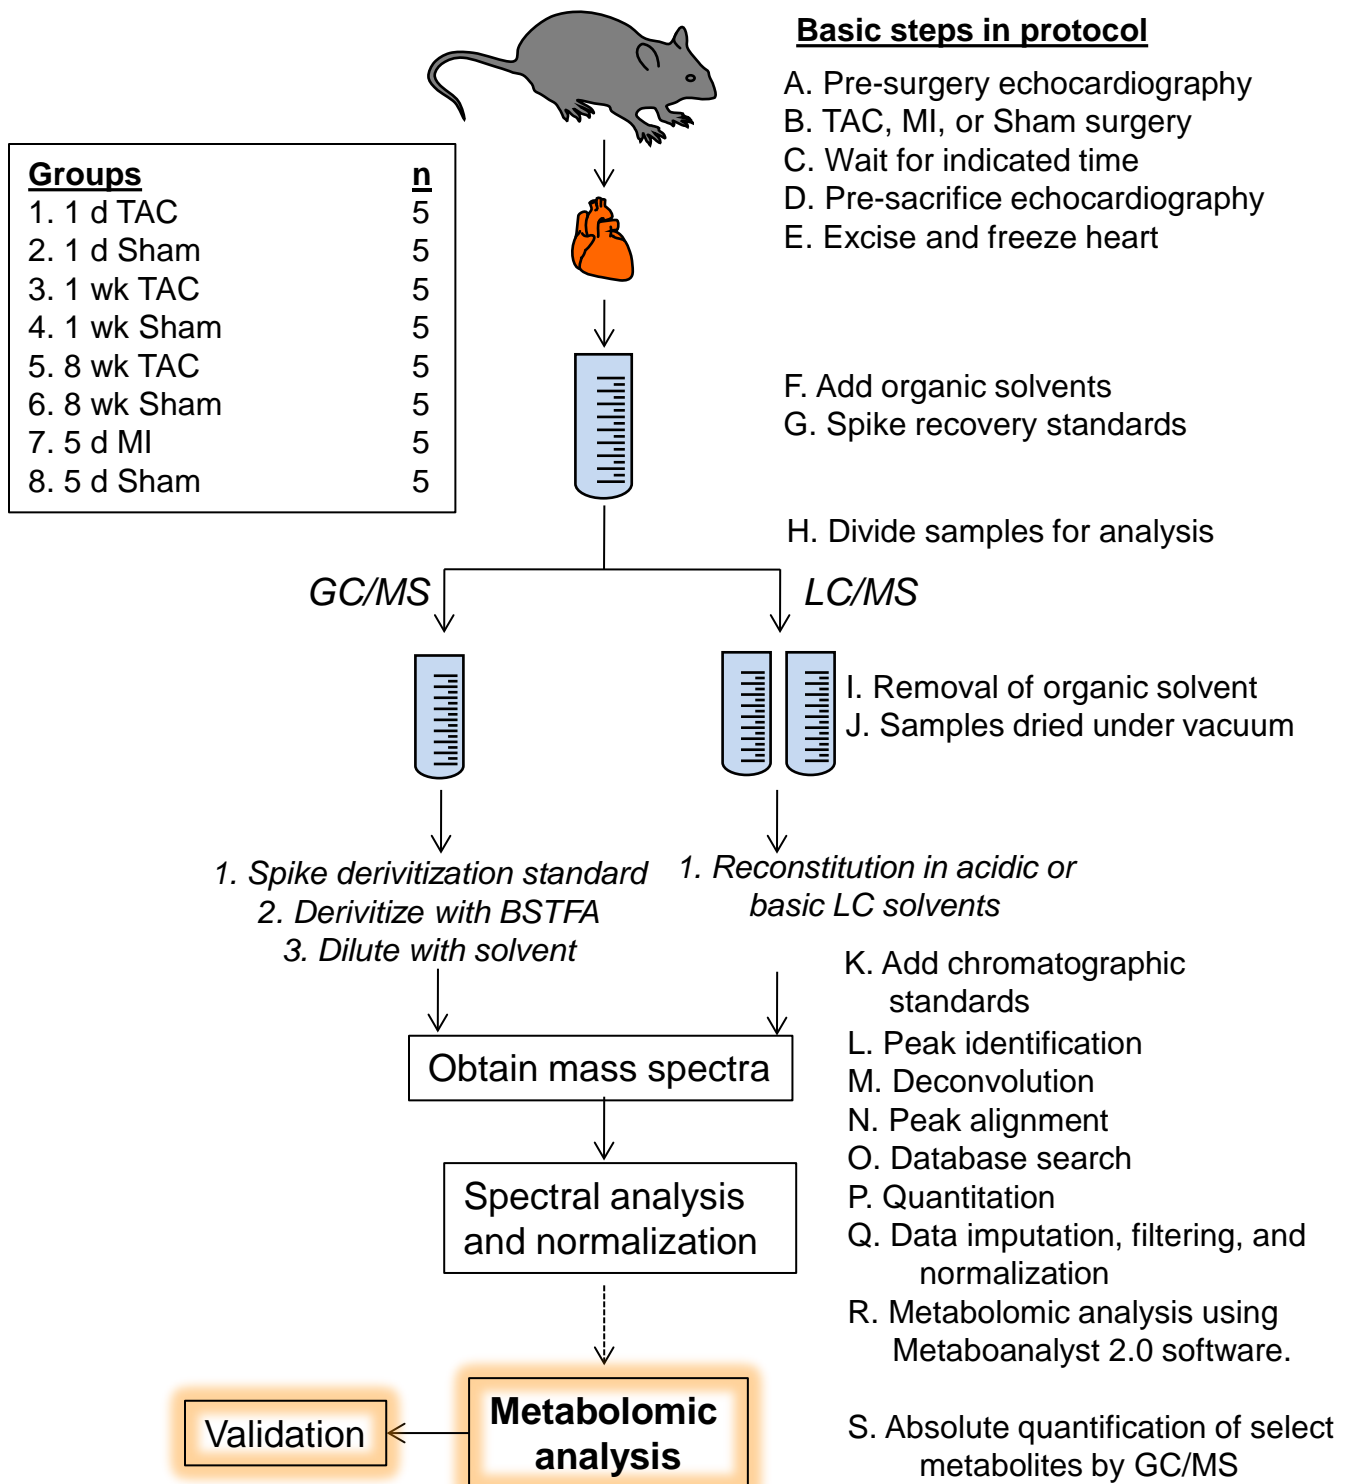 Basic steps in protocol
A. Pre-surgery echocardiography
B. TAC, MI, or Sham surgery
C. Wait for indicated time
D. Pre-sacrifice echocardiography
E. Excise and freeze heart
Groups n
1. 1 d TAC 5
2. 1 d Sham 5
3. 1 wk TAC 5
4. 1 wk Sham 5
5. 8 wk TAC 5
6. 8 wk Sham 5
7. 5 d MI 5
8. 5 d Sham 5
F. Add organic solvents
G. Spike recovery standards
H. Divide samples for analysis
GC/MS
LC/MS
I. Removal of organic solvent
J. Samples dried under vacuum
1. Spike derivitization standard
2. Derivitize with BSTFA
3. Dilute with solvent
1. Reconstitution in acidic or
basic LC solvents
K. Add chromatographic
standards
Obtain mass spectra
L. Peak identification
M. Deconvolution
N. Peak alignment
O. Database search
P. Quantitation
Q. Data imputation, filtering, and
normalization
R. Metabolomic analysis using
Metaboanalyst 2.0 software.
Spectral analysis
and normalization
Metabolomic
analysis
Validation
S. Absolute quantification of select
metabolites by GC/MS